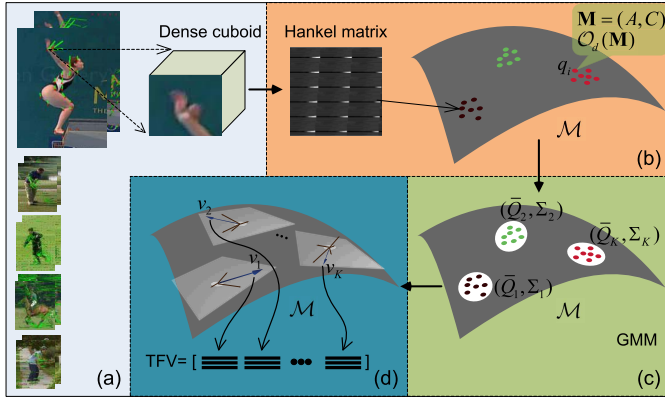 Dense cuboid
Hankel matrix
M = (A, C)
𝒪_d(M)
q_i
ℳ
(a)
(b)
v_2
v_1
v_K
...
ℳ
TFV= [ ••• ]
(d)
(Q̅_2, Σ_2)
(Q̅_K, Σ_K)
(Q̅_1, Σ_1)
ℳ
GMM
(c)